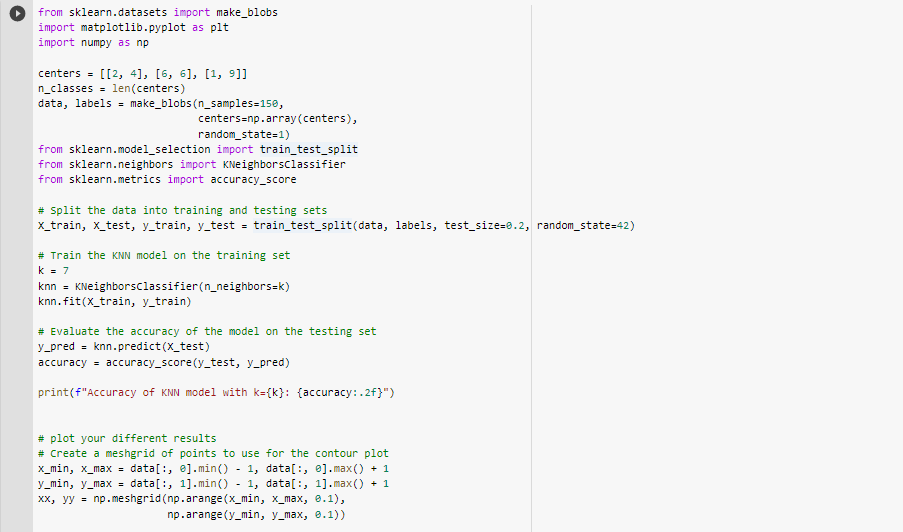 from sklearn.datasets import make_blobs
import matplotlib.pyplot as plt
import numpy as np
centers = [[2, 4], [6, 6], [1, 9]]
n_classes = len(centers)
data, labels = make_blobs(n_samples=150,
                          centers=np.array(centers),
                          random_state=1)
from sklearn.model_selection import train_test_split
from sklearn.neighbors import KNeighborsClassifier
from sklearn.metrics import accuracy_score
# Split the data into training and testing sets
X_train, X_test, y_train, y_test = train_test_split(data, labels, test_size=0.2, random_state=42)
# Train the KNN model on the training set
k = 7
knn = KNeighborsClassifier(n_neighbors=k)
knn.fit(X_train, y_train)
# Evaluate the accuracy of the model on the testing set
y_pred = knn.predict(X_test)
accuracy = accuracy_score(y_test, y_pred)
print(f"Accuracy of KNN model with k={k}: {accuracy:.2f}")
# plot your different results
# Create a meshgrid of points to use for the contour plot
x_min, x_max = data[:, 0].min() - 1, data[:, 0].max() + 1
y_min, y_max = data[:, 1].min() - 1, data[:, 1].max() + 1
xx, yy = np.meshgrid(np.arange(x_min, x_max, 0.1),
                     np.arange(y_min, y_max, 0.1))